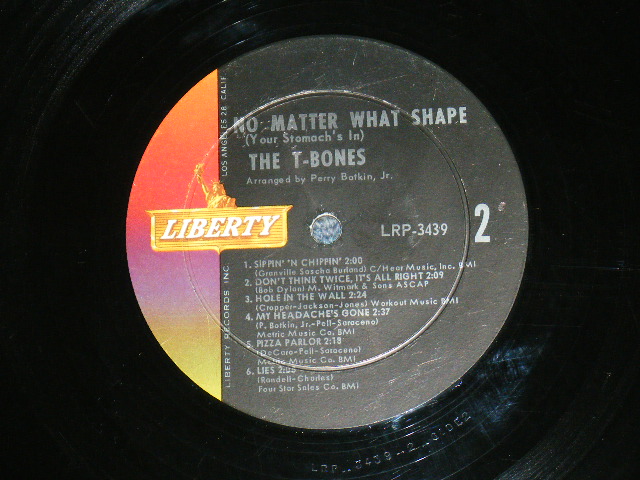 NO MATTER WHAT SHAPE
(Your Stomach's In)
THE T-BONES
Arranged by Perry Botkin, Jr.
LIBERTY
LRP-3439
2
1. SIPPIN' 'N CHIPPIN' 2:00
(Granville Sascha Burland) C/Hear Music, Inc. BMI
2. DON'T THINK TWICE, IT'S ALL RIGHT 2:09
(Bob Dylan) M. Witmark & Sons ASCAP
3. HOLE IN THE WALL 2:24
(Cropper-Jackson-Jones) Workout Music BMI
4. MY HEADACHE'S GONE 2:37
(P. Botkin, Jr.-Pell-Saraceno)
Metric Music Co. BMI
5. PIZZA PARLOR 2:18
(DeCaro-Pell-Saraceno)
Metric Music Co. BMI
6. LIES
(Randell-Charles)
Four Star Sales Co. BMI
LIBERTY RECORDS INC.
LOS ANGELES 28, CALIF.
LRP-3439-2 SIDE2